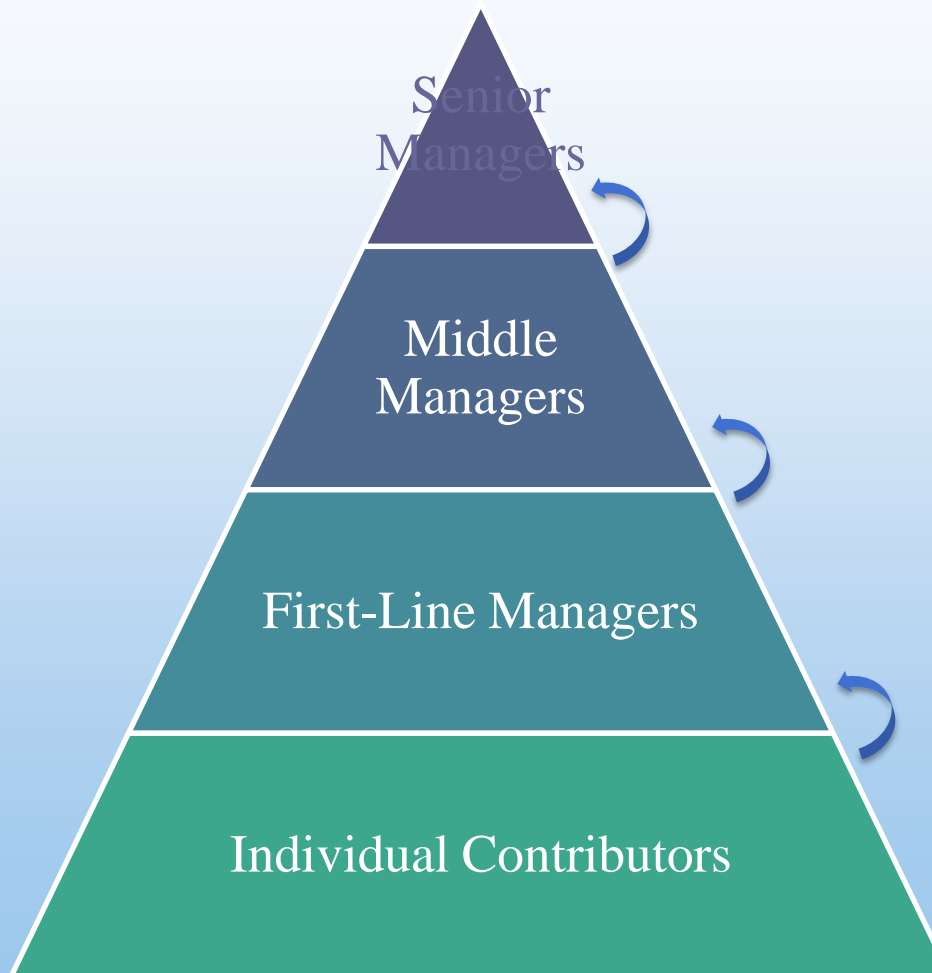 Senior
Managers
Middle
Managers
First-Line Managers
Individual Contributors